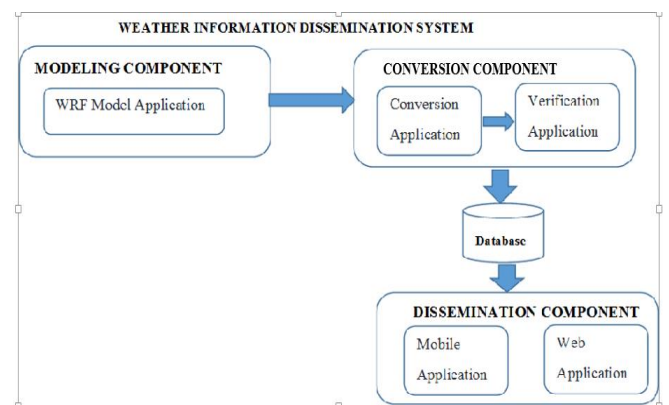 WEATHER INFORMATION DISSEMINATION SYSTEM
MODELING COMPONENT
WRF Model Application
CONVERSION COMPONENT
Conversion
Application
Verification
Application
Database
DISSEMINATION COMPONENT
Mobile
Application
Web
Application